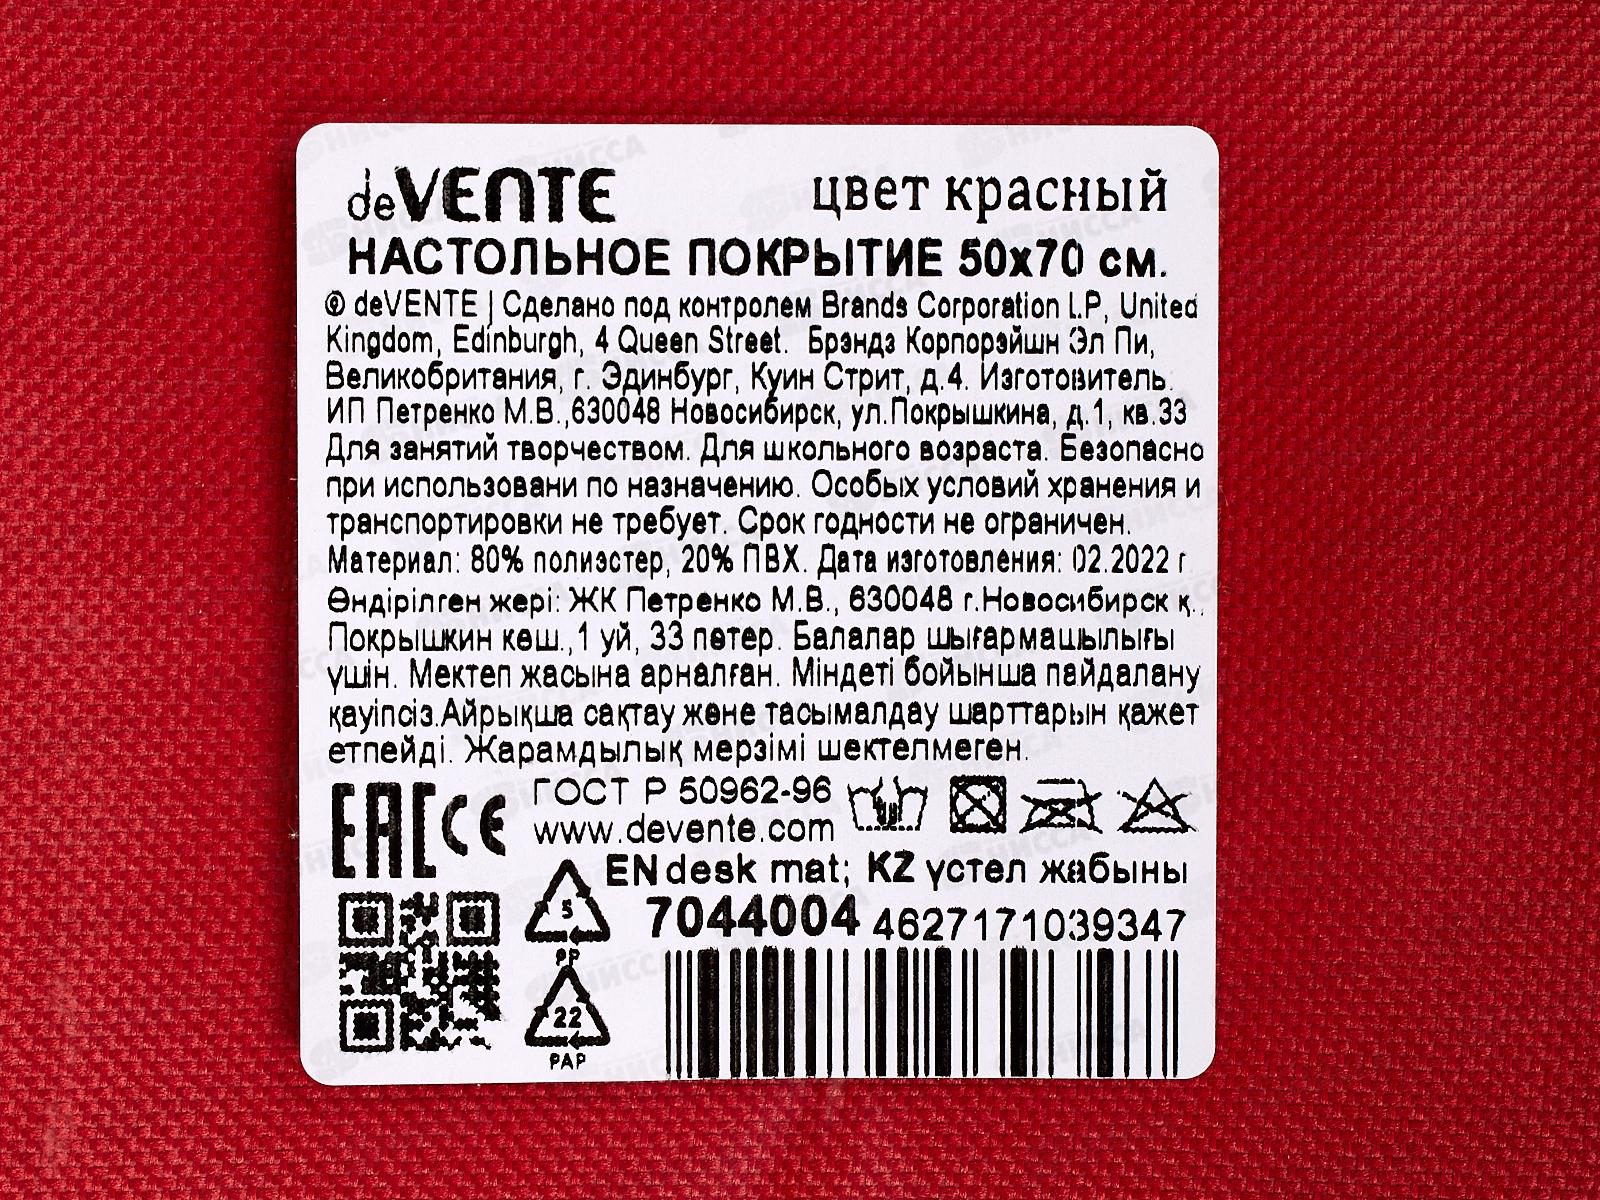 deVENTE цвет красный
НАСТОЛЬНОЕ ПОКРЫТИЕ 50х70 см.
© deVENTE | Сделано под контролем Brands Corporation LP, United
Kingdom, Edinburgh, 4 Queen Street. Брэндз Корпорэйшн Эл Пи,
Великобритания, г. Эдинбург, Куин Стрит, д.4. Изготовитель:
ИП Петренко М.В.,630048 Новосибирск, ул.Покрышкина, д.1, кв.33
Для занятий творчеством. Для школьного возраста. Безопасно
при использовани по назначению. Особых условий хранения и
транспортировки не требует. Срок годности не ограничен.
Материал: 80% полиэстер, 20% ПВХ. Дата изготовления: 02.2022 г.
Өндірілген жері: ЖК Петренко М.В., 630048 г.Новосибирск қ.,
Покрышкин көш.,1 уй, 33 пәтер. Балалар шығармашылығы
үшін. Мектеп жасына арналған. Міндеті бойынша пайдалану
қауіпсіз.Айрықша сақтау және тасымалдау шарттарын қажет
етпейді. Жарамдылық мерзімі шектелмеген.
EAC CE ГОСТ Р 50962-96
www.devente.com
EN desk mat; KZ үстел жабыны
5
PP
7044004 4627171039347
22
PAP
НИССА